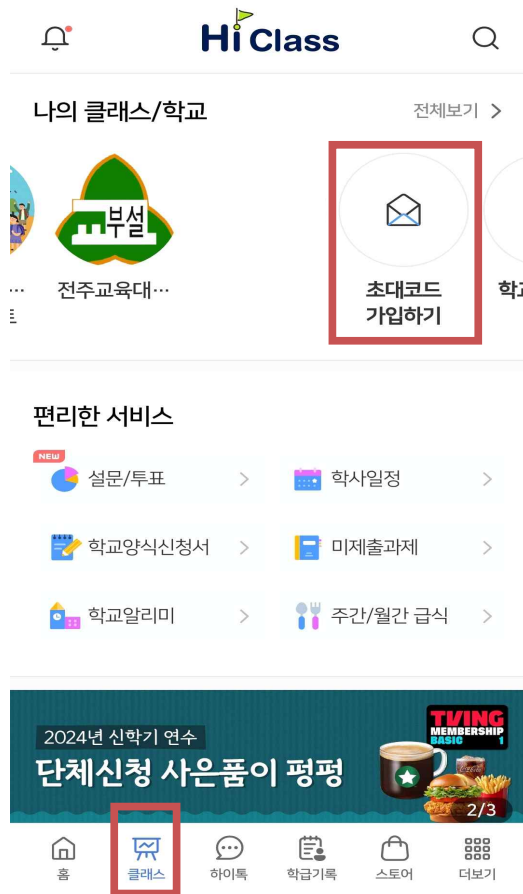 Hi Class
나의 클래스/학교
전체보기
부설
전주교육대…
초대코드
가입하기
편리한 서비스
NEW
설문/투표
학사일정
학교양식신청서
미제출과제
학교알리미
주간/월간 급식
2024년 신학기 연수
단체신청 사은품이 펑펑
TVING
MEMBERSHIP
BASIC 1
2/3
홈
클래스
하이톡
학급기록
스토어
더보기